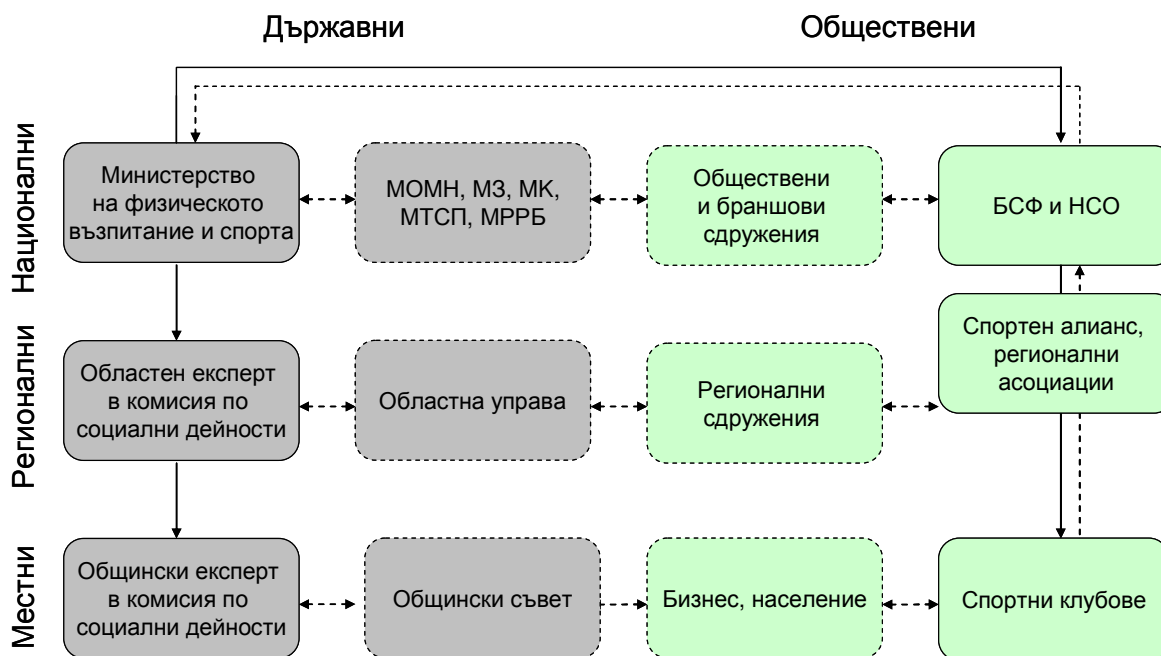 Държавни
Обществени
Национални
Министерство
на физическото
възпитание и спорта
МОМН, МЗ, МК,
МТСП, МРРБ
Обществени
и браншови
сдружения
БСФ и НСО
Регионални
Областен експерт
в комисия по
социални дейности
Областна управа
Регионални
сдружения
Спортен алианс,
регионални
асоциации
Местни
Общински експерт
в комисия по
социални дейности
Общински съвет
Бизнес, население
Спортни клубове